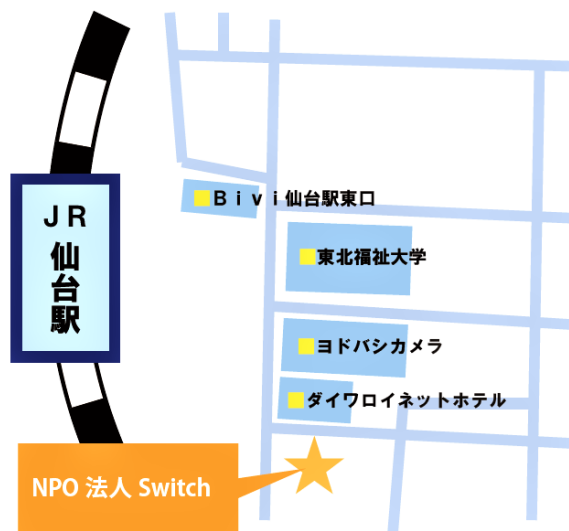 Ｂｉｖｉ仙台駅東口
ＪＲ
仙台駅
東北福祉大学
ヨドバシカメラ
ダイワロイネットホテル
NPO 法人 Switch